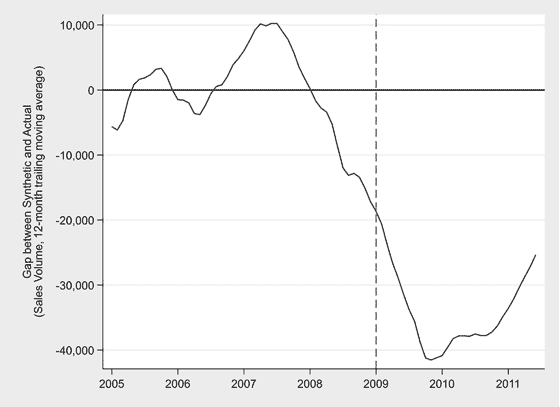 Gap between Synthetic and Actual
(Sales Volume, 12-month trailing moving average)
10,000
0
-10,000
-20,000
-30,000
-40,000
2005 2006 2007 2008 2009 2010 2011